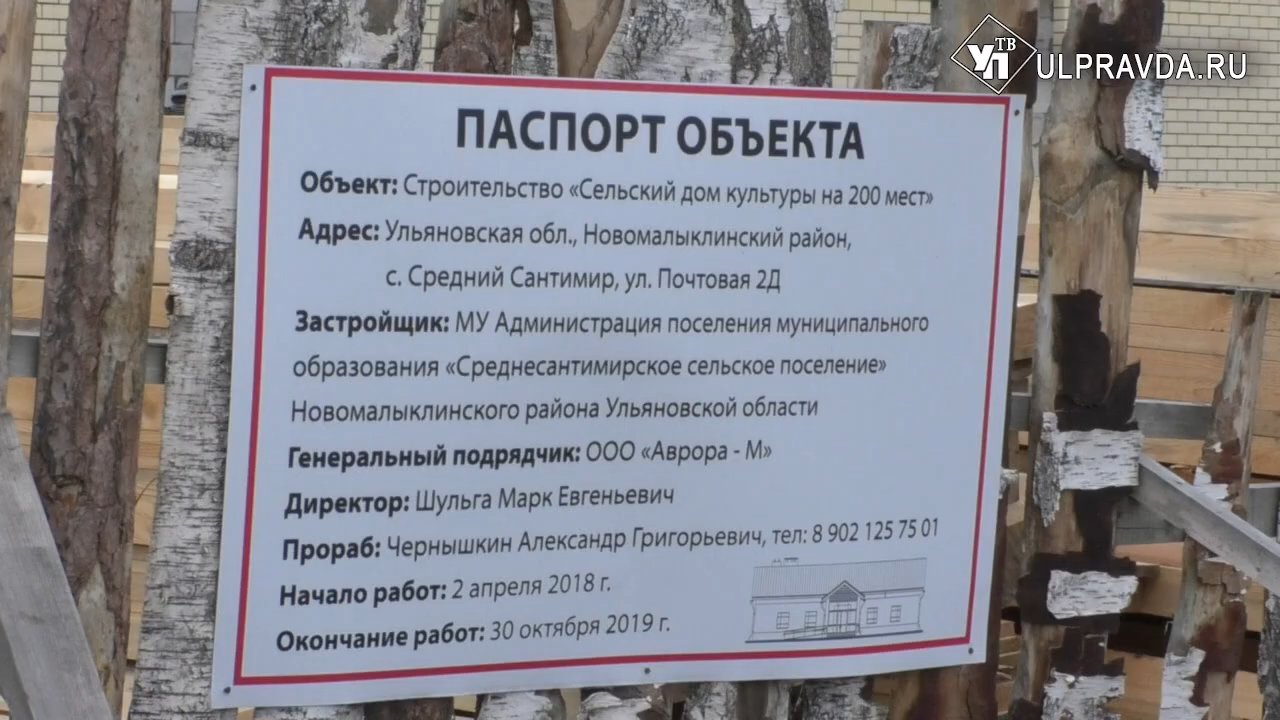 УП ТВ ULPRAVDA.RU
ПАСПОРТ ОБЪЕКТА
Объект: Строительство «Сельский дом культуры на 200 мест»
Адрес: Ульяновская обл., Новомалыклинский район,
с. Средний Сантимир, ул. Почтовая 2Д
Застройщик: МУ Администрация поселения муниципального
образования «Среднесантимирское сельское поселение»
Новомалыклинского района Ульяновской области
Генеральный подрядчик: ООО «Аврора - М»
Директор: Шульга Марк Евгеньевич
Прораб: Чернышкин Александр Григорьевич, тел: 8 902 125 75 01
Начало работ: 2 апреля 2018 г.
Окончание работ: 30 октября 2019 г.